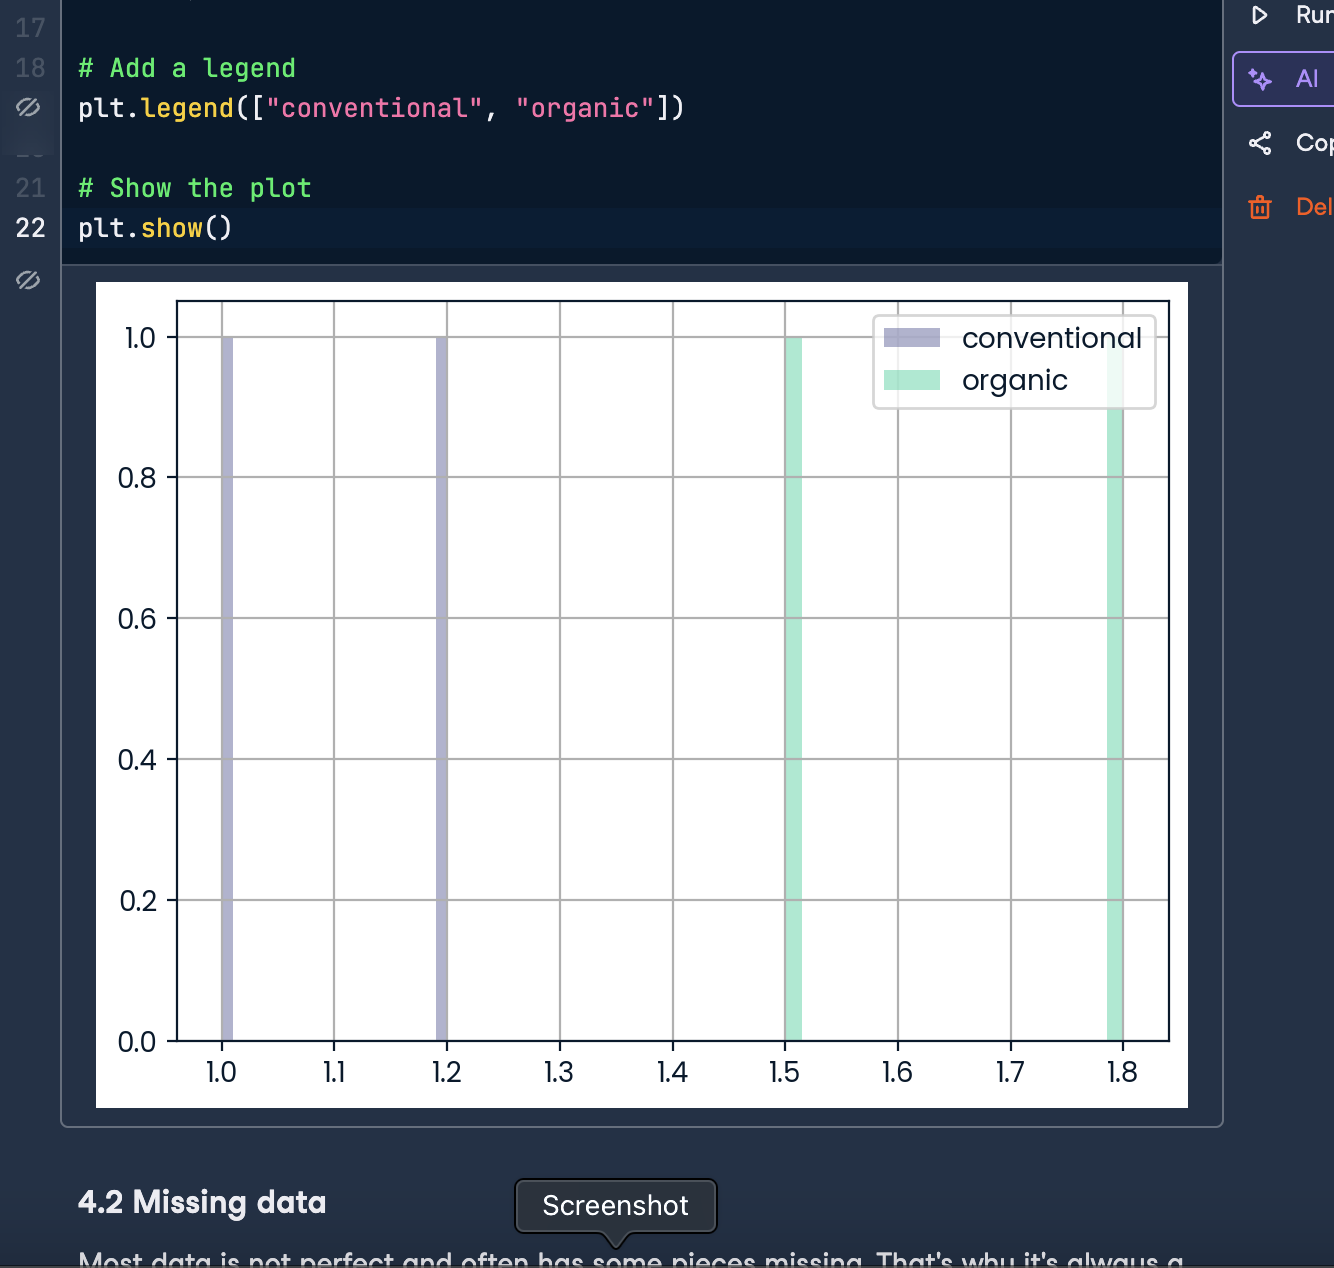 17
18
# Add a legend
plt.legend(["conventional", "organic"])
21
# Show the plot
22
plt.show()
Run
AI
conventional
organic
1.0
0.8
0.6
0.4
0.2
0.0
1.0 1.1 1.2 1.3 1.4 1.5 1.6 1.7 1.8
4.2 Missing data
Screenshot
Most data is not perfect and often has some pieces missing. That's why it's always a